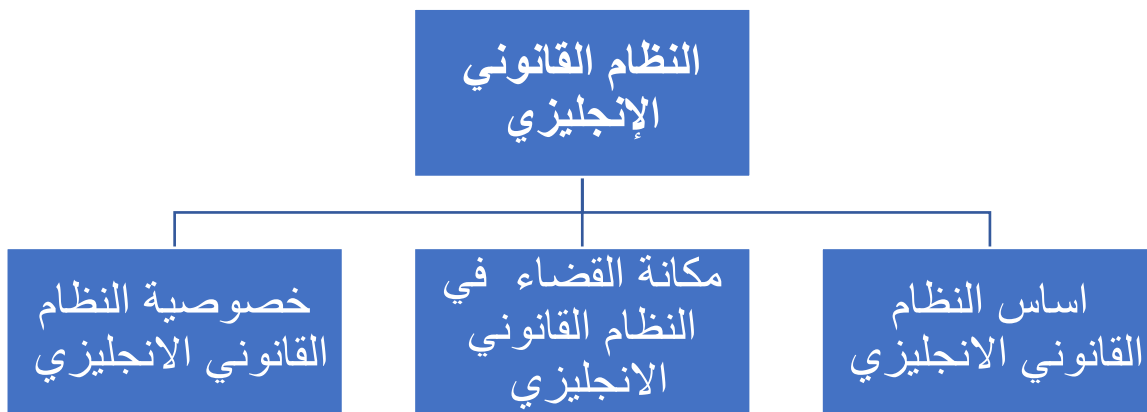 النظام القانوني
الإنجليزي
اساس النظام
القانوني الانجليزي
مكانة القضاء في
النظام القانوني
الانجليزي
خصوصية النظام
القانوني الانجليزي